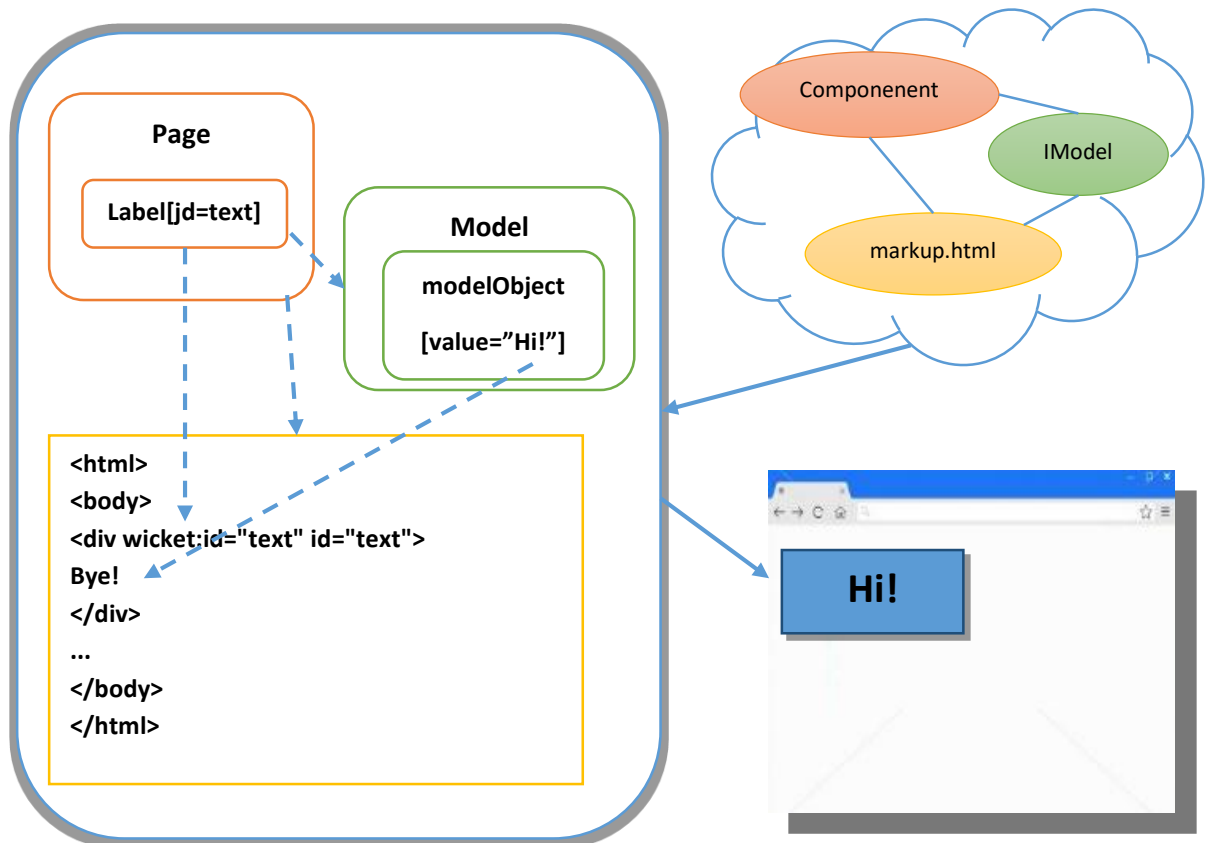 Page
Label[jd=text]
Model
modelObject
[value=”Hi!”]
<html>
<body>
<div wicket:id="text" id="text">
Bye!
</div>
...
</body>
</html>
Componenent
IModel
markup.html
Hi!